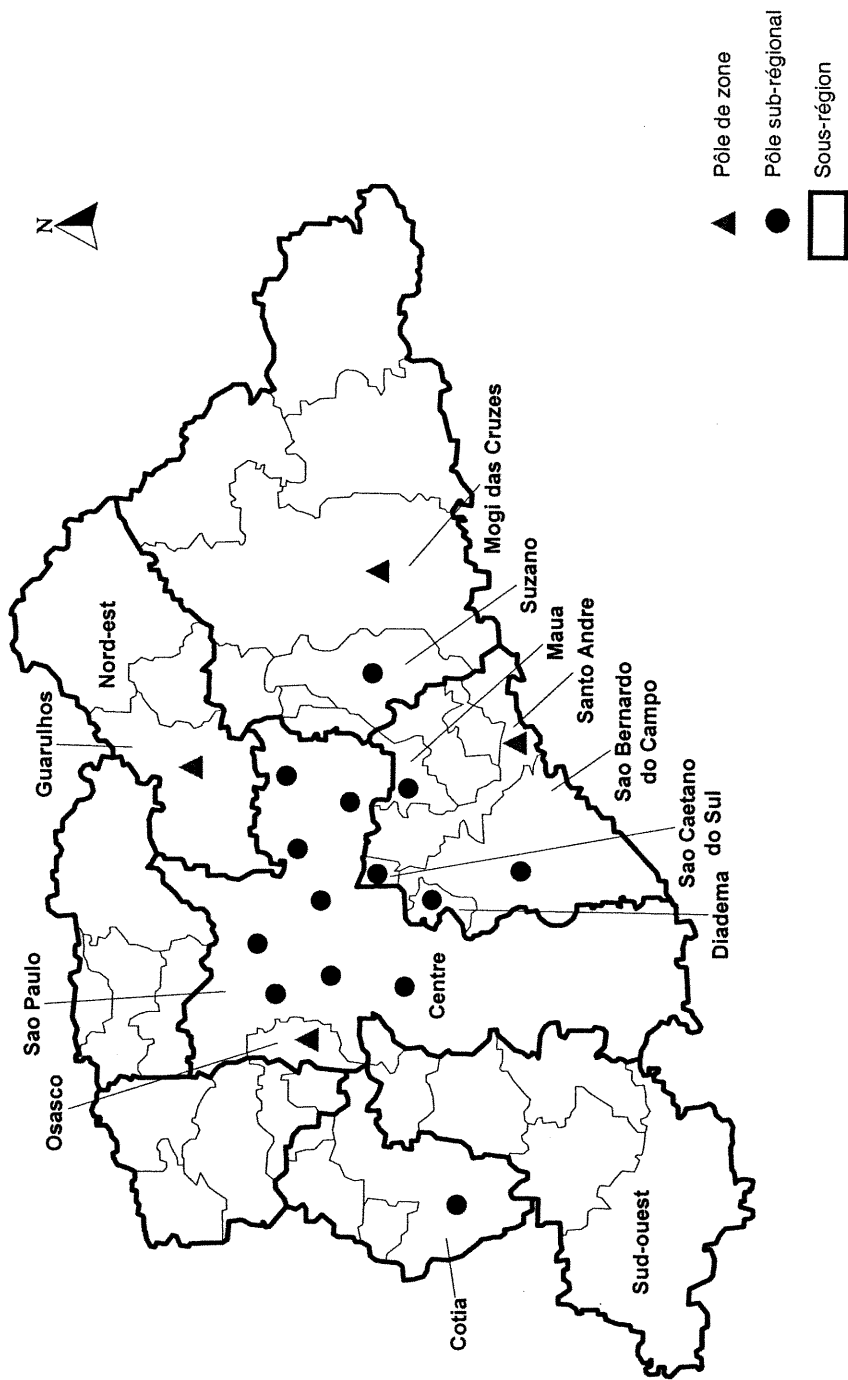 N
Guarulhos
Nord-est
Sao Paulo
Osasco
Centre
Cotia
Sud-ouest
Mogi das Cruzes
Suzano
Maua
Santo Andre
Sao Bernardo
do Campo
Sao Caetano
do Sul
Diadema
Pôle de zone
Pôle sub-régional
Sous-région